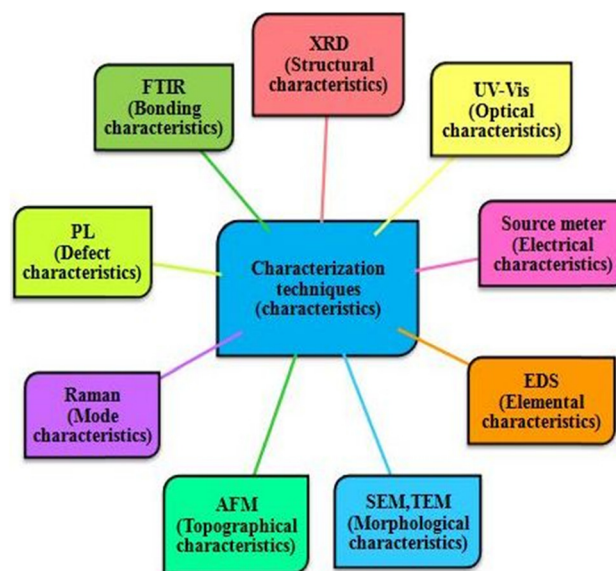 XRD
(Structural
characteristics)
UV-Vis
(Optical
characteristics)
Source meter
(Electrical
characteristics)
EDS
(Elemental
characteristics)
SEM,TEM
(Morphological
characteristics)
AFM
(Topographical
characteristics)
Raman
(Mode
characteristics)
PL
(Defect
characteristics)
FTIR
(Bonding
characteristics)
Characterization
techniques
(characteristics)